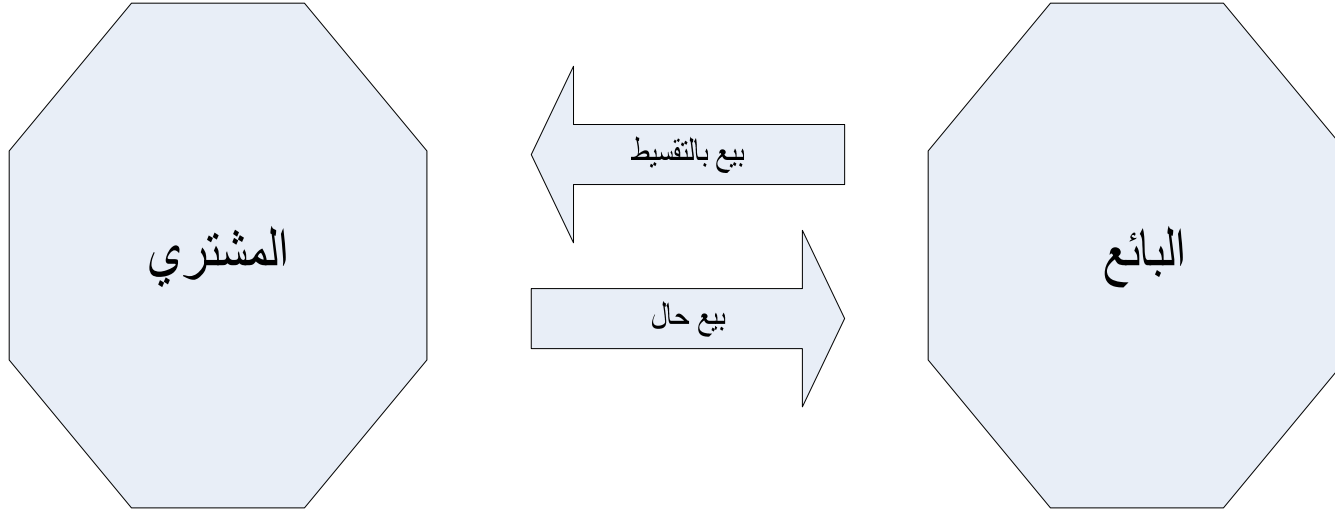 البائع
بيع بالتقسيط
بيع حال
المشتري